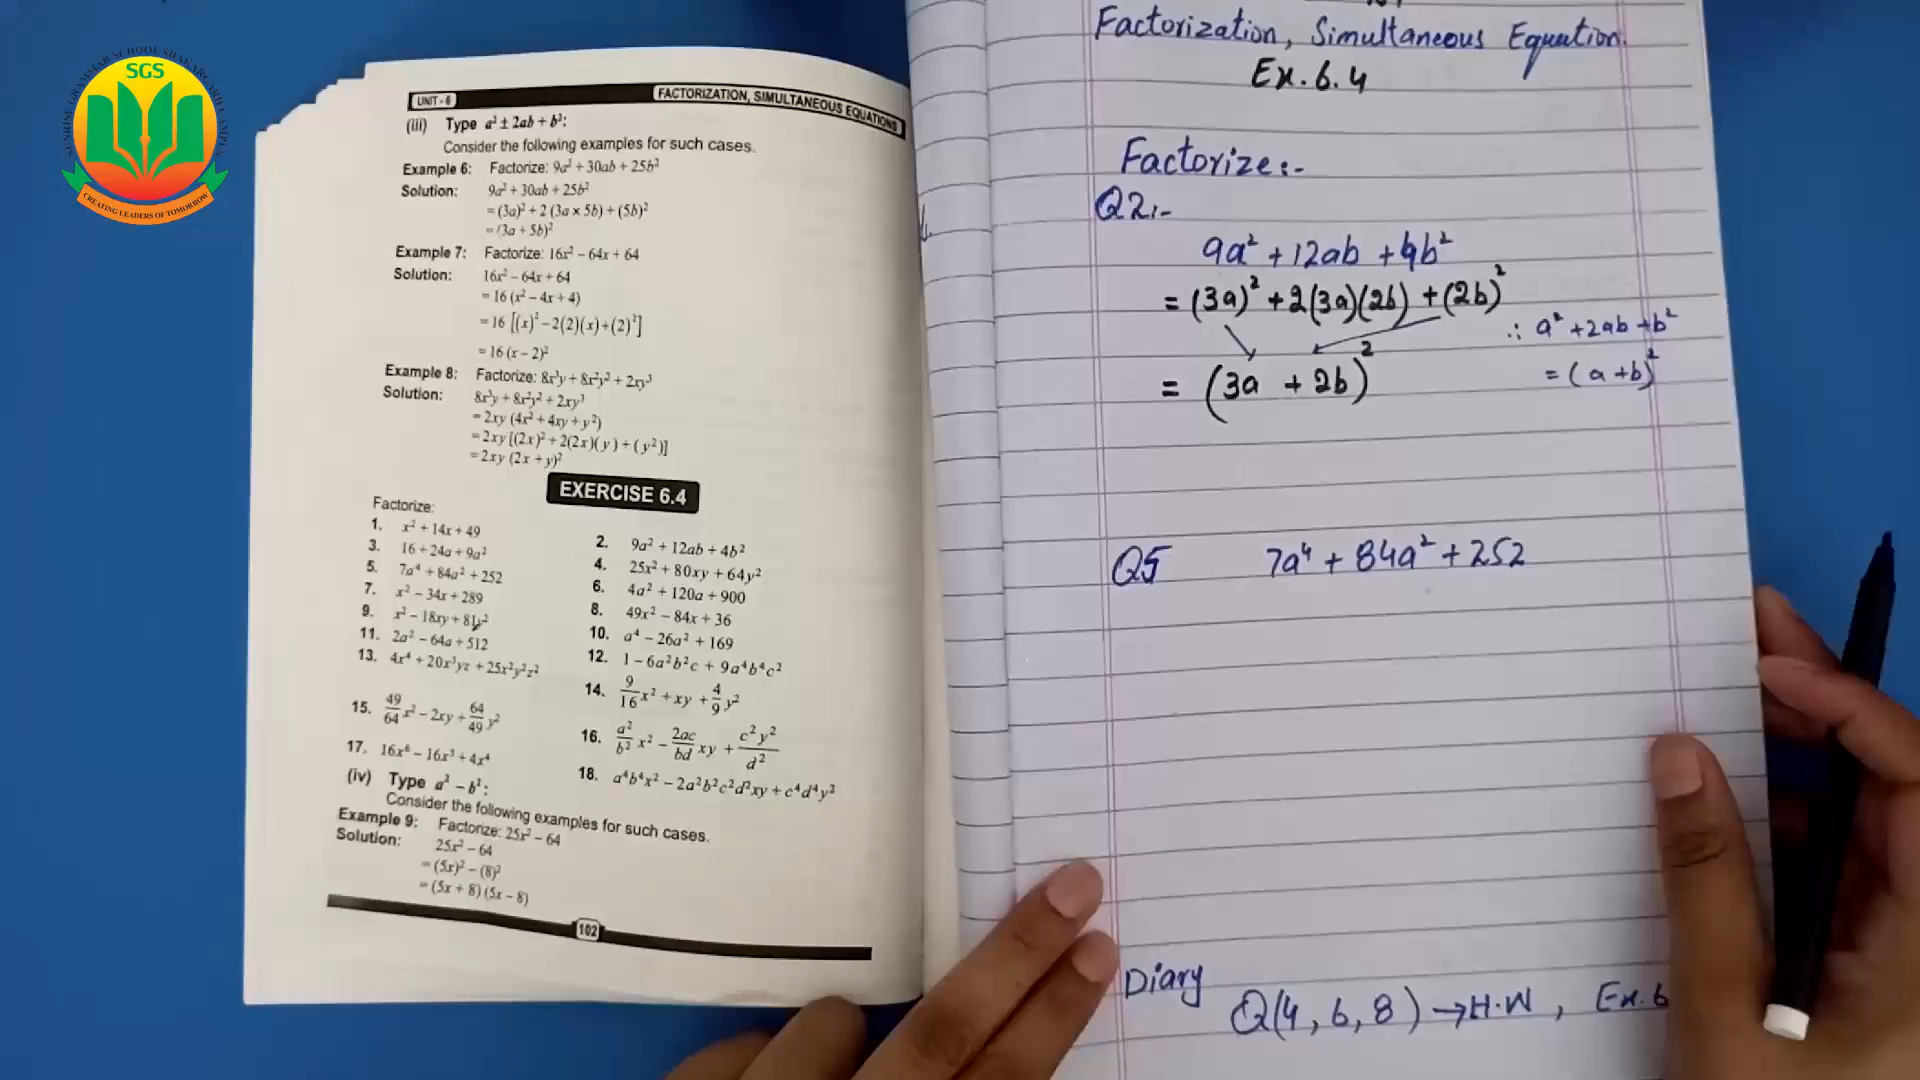 SUNRISE GRAMMAR SCHOOL SHAKARGARH CAMPUS
SGS
CREATING LEADERS OF TOMORROW
UNIT - 6
FACTORIZATION, SIMULTANEOUS EQUATIONS
(iii) Type a² ± 2ab + b²:
Consider the following examples for such cases.
Example 6: Factorize: 9a² + 30ab + 25b²
Solution: 9a² + 30ab + 25b²
= (3a)² + 2 (3a × 5b) + (5b)²
= (3a + 5b)²
Example 7: Factorize: 16x² – 64x + 64
Solution: 16x² – 64x + 64
= 16 (x² – 4x + 4)
= 16 [(x)² – 2(2)(x) + (2)²]
= 16 (x – 2)²
Example 8: Factorize: 8x³y + 8x²y² + 2xy³
Solution: 8x³y + 8x²y² + 2xy³
= 2xy (4x² + 4xy + y²)
= 2xy [(2x)² + 2(2x)(y) + (y²)]
= 2xy (2x + y)²
EXERCISE 6.4
Factorize:
1. x² + 14x + 49
2. 9a² + 12ab + 4b²
3. 16 + 24a + 9a²
4. 25x² + 80xy + 64y²
5. 7a⁴ + 84a² + 252
6. 4a² + 120a + 900
7. x² – 34x + 289
8. 49x² – 84x + 36
9. x² – 18xy + 81y²
10. a⁴ – 26a² + 169
11. 2a² – 64a + 512
12. 1 – 6a²b²c + 9a⁴b⁴c²
13. 4x⁴ + 20x³yz + 25x²y²z²
14. 9/16 x² + xy + 4/9 y²
15. 49/64 x² – 2xy + 64/49 y²
16. a²/b² x² – 2ac/bd xy + c²y²/d²
17. 16x⁶ – 16x⁵ + 4x⁴
18. a⁴b⁴x² – 2a²b²c²d²xy + c⁴d⁴y²
(iv) Type a² – b²:
Consider the following examples for such cases.
Example 9: Factorize: 25x² – 64
Solution: 25x² – 64
= (5x)² – (8)²
= (5x + 8) (5x – 8)
102
Factorization, Simultaneous Equation.
Ex. 6.4
Factorize:-
Q2:-
9a² + 12ab + 4b²
= (3a)² + 2(3a)(2b) + (2b)²
∴ a² + 2ab + b²
= (3a + 2b)²
= (a + b)²
Q5 7a⁴ + 84a² + 252
Diary
Q(4, 6, 8) → H.W, Ex. 6